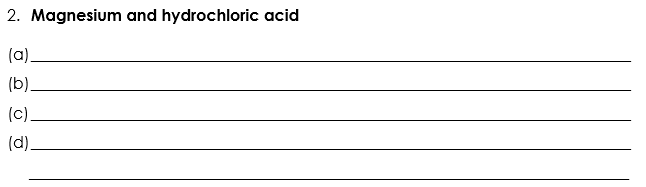 2. Magnesium and hydrochloric acid
(a)
(b)
(c)
(d)